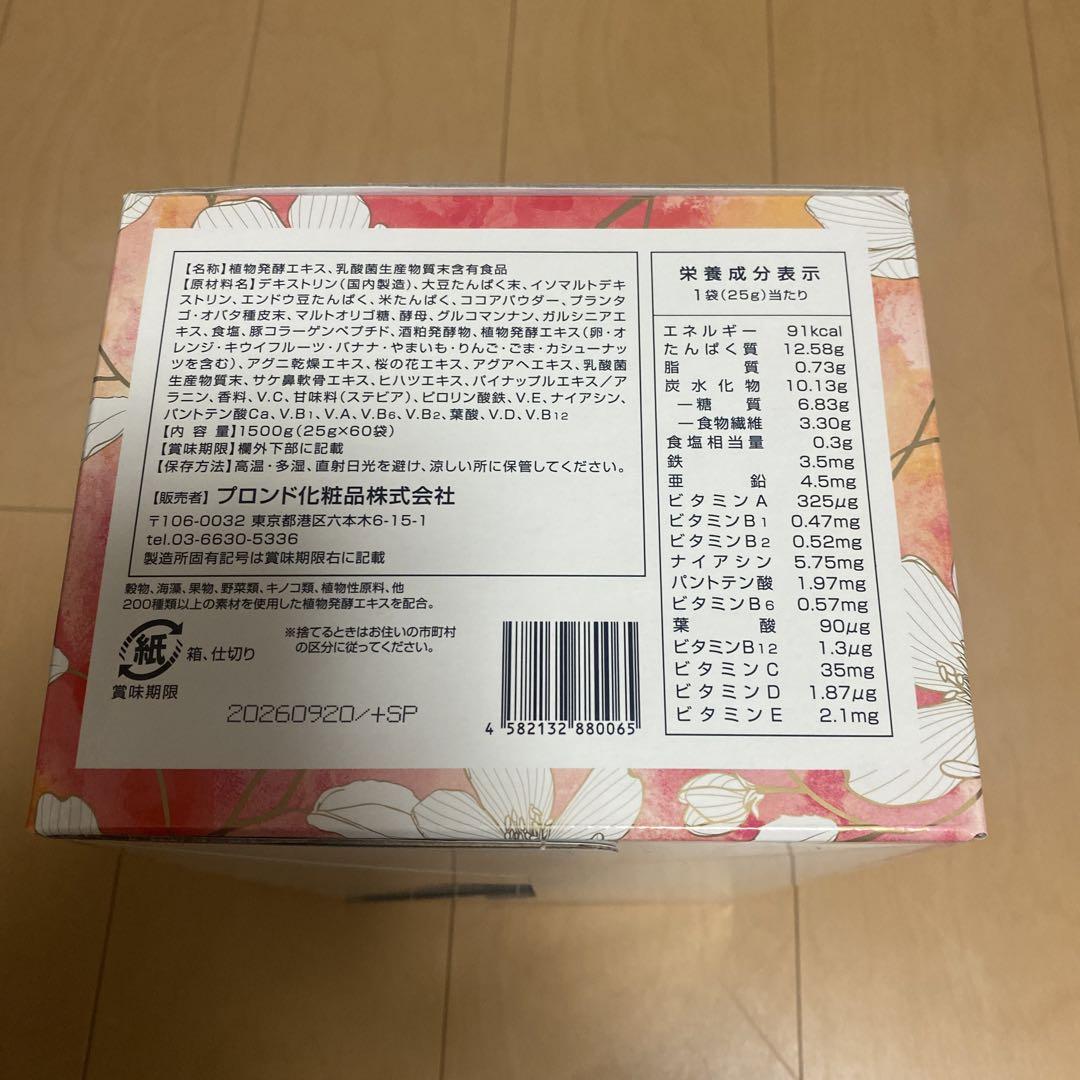 【名称】植物発酵エキス、乳酸菌生産物質末含有食品
【原材料名】デキストリン(国内製造)、大豆たんぱく末、イソマルトデキ
ストリン、エンドウ豆たんぱく、米たんぱく、ココアパウダー、プランタ
ゴ・オバタ種皮末、マルトオリゴ糖、酵母、グルコマンナン、ガルシニアエ
キス、食塩、豚コラーゲンペプチド、酒粕発酵物、植物発酵エキス(卵・オ
レンジ・キウイフルーツ・バナナ・やまいも・りんご・ごま・カシューナッ
ツを含む)、アグニ乾燥エキス、桜の花エキス、アグアヘエキス、乳酸菌
生産物質末、サケ鼻軟骨エキス、ヒハツエキス、パイナップルエキス/ア
ラニン、香料、V.C、甘味料(ステビア)、ピロリン酸鉄、V.E、ナイアシン、
パントテン酸Ca、V.B1、V.A、V.B6、V.B2、葉酸、V.D、V.B12
【内 容 量】1500g(25g×60袋)
【賞味期限】欄外下部に記載
【保存方法】高温・多湿、直射日光を避け、涼しい所に保管してください。
【販売者】 プロンド化粧品株式会社
〒106-0032 東京都港区六本木6-15-1
tel.03-6630-5336
製造所固有記号は賞味期限右に記載
穀物、海藻、果物、野菜類、キノコ類、植物性原料、他
200種類以上の素材を使用した植物発酵エキスを配合。
紙 箱、仕切り
※捨てるときはお住いの市町村
の区分に従ってください。
賞味期限
20260920/+SP
4 582132 880065
栄養成分表示
1袋(25g)当たり
エネルギー 91kcal
たんぱく質 12.58g
脂 質 0.73g
炭水化物 10.13g
－糖 質 6.83g
－食物繊維 3.30g
食塩相当量 0.3g
鉄 3.5mg
亜 鉛 4.5mg
ビタミンA 325μg
ビタミンB1 0.47mg
ビタミンB2 0.52mg
ナイアシン 5.75mg
パントテン酸 1.97mg
ビタミンB6 0.57mg
葉 酸 90μg
ビタミンB12 1.3μg
ビタミンC 35mg
ビタミンD 1.87μg
ビタミンE 2.1mg